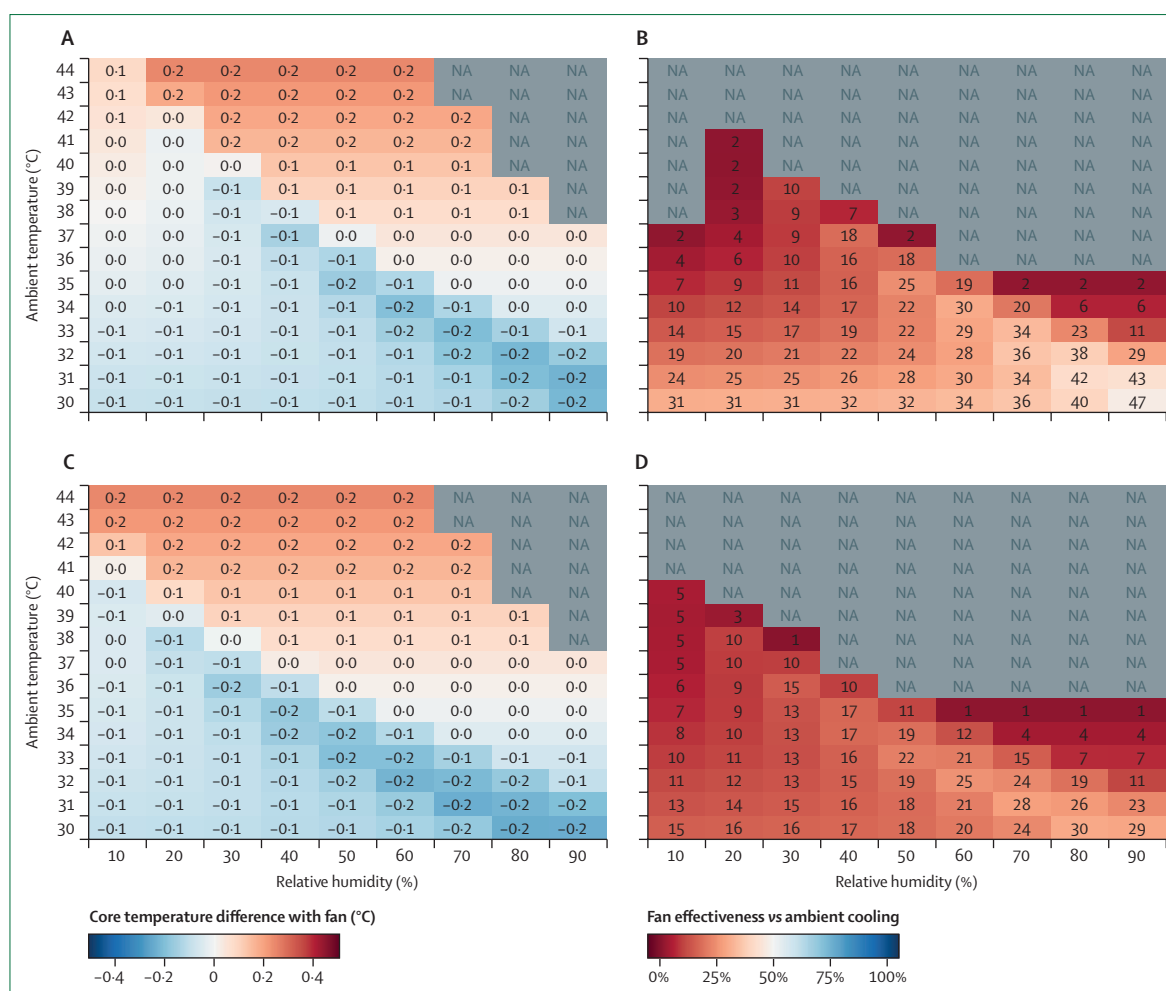 A
Ambient temperature (°C)
44 0·1 0·2 0·2 0·2 0·2 0·2 NA NA NA
43 0·1 0·2 0·2 0·2 0·2 0·2 NA NA NA
42 0·1 0·0 0·2 0·2 0·2 0·2 0·2 NA NA
41 0·0 0·0 0·2 0·2 0·2 0·2 0·2 NA NA
40 0·0 0·0 0·0 0·1 0·1 0·1 0·1 NA NA
39 0·0 0·0 −0·1 0·1 0·1 0·1 0·1 0·1 NA
38 0·0 0·0 −0·1 −0·1 0·1 0·1 0·1 0·1 NA
37 0·0 0·0 −0·1 −0·1 0·0 0·0 0·0 0·0 0·0
36 0·0 0·0 −0·1 −0·1 −0·1 0·0 0·0 0·0 0·0
35 0·0 0·0 −0·1 −0·1 −0·2 −0·1 0·0 0·0 0·0
34 0·0 −0·1 −0·1 −0·1 −0·1 −0·2 −0·1 0·0 0·0
33 −0·1 −0·1 −0·1 −0·1 −0·1 −0·2 −0·2 −0·1 −0·1
32 −0·1 −0·1 −0·1 −0·1 −0·1 −0·1 −0·2 −0·2 −0·2
31 −0·1 −0·1 −0·1 −0·1 −0·1 −0·1 −0·1 −0·2 −0·2
30 −0·1 −0·1 −0·1 −0·1 −0·1 −0·1 −0·1 −0·2 −0·2
B
NA NA NA NA NA NA NA NA NA
NA NA NA NA NA NA NA NA NA
NA NA NA NA NA NA NA NA NA
NA 2 NA NA NA NA NA NA NA
NA 2 NA NA NA NA NA NA NA
NA 2 10 NA NA NA NA NA NA
NA 3 9 7 NA NA NA NA NA
2 4 9 18 2 NA NA NA NA
4 6 10 16 18 NA NA NA NA
7 9 11 16 25 19 2 2 2
10 12 14 17 22 30 20 6 6
14 15 17 19 22 29 34 23 11
19 20 21 22 24 28 36 38 29
24 25 25 26 28 30 34 42 43
31 31 31 32 32 34 36 40 47
C
Ambient temperature (°C)
44 0·2 0·2 0·2 0·2 0·2 0·2 NA NA NA
43 0·2 0·2 0·2 0·2 0·2 0·2 NA NA NA
42 0·1 0·2 0·2 0·2 0·2 0·2 0·2 NA NA
41 0·0 0·2 0·2 0·2 0·2 0·2 0·2 NA NA
40 −0·1 0·1 0·1 0·1 0·1 0·1 0·1 NA NA
39 −0·1 0·0 0·1 0·1 0·1 0·1 0·1 0·1 NA
38 0·0 −0·1 0·0 0·1 0·1 0·1 0·1 0·1 NA
37 0·0 −0·1 −0·1 0·0 0·0 0·0 0·0 0·0 0·0
36 −0·1 −0·1 −0·2 −0·1 0·0 0·0 0·0 0·0 0·0
35 −0·1 −0·1 −0·1 −0·2 −0·1 0·0 0·0 0·0 0·0
34 −0·1 −0·1 −0·1 −0·2 −0·2 −0·1 0·0 0·0 0·0
33 −0·1 −0·1 −0·1 −0·1 −0·2 −0·2 −0·1 −0·1 −0·1
32 −0·1 −0·1 −0·1 −0·1 −0·2 −0·2 −0·2 −0·2 −0·1
31 −0·1 −0·1 −0·1 −0·1 −0·1 −0·2 −0·2 −0·2 −0·2
30 −0·1 −0·1 −0·1 −0·1 −0·1 −0·1 −0·2 −0·2 −0·2
10 20 30 40 50 60 70 80 90
Relative humidity (%)
D
NA NA NA NA NA NA NA NA NA
NA NA NA NA NA NA NA NA NA
NA NA NA NA NA NA NA NA NA
NA NA NA NA NA NA NA NA NA
5 NA NA NA NA NA NA NA NA
5 3 NA NA NA NA NA NA NA
5 10 1 NA NA NA NA NA NA
5 10 10 NA NA NA NA NA NA
6 9 15 10 NA NA NA NA NA
7 9 13 17 11 1 1 1 1
8 10 13 17 19 12 4 4 4
10 11 13 16 22 21 15 7 7
11 12 13 15 19 25 24 19 11
13 14 15 16 18 21 28 26 23
15 16 16 17 18 20 24 30 29
10 20 30 40 50 60 70 80 90
Relative humidity (%)
Core temperature difference with fan (°C)
−0·4 −0·2 0 0·2 0·4
Fan effectiveness vs ambient cooling
0% 25% 50% 75% 100%